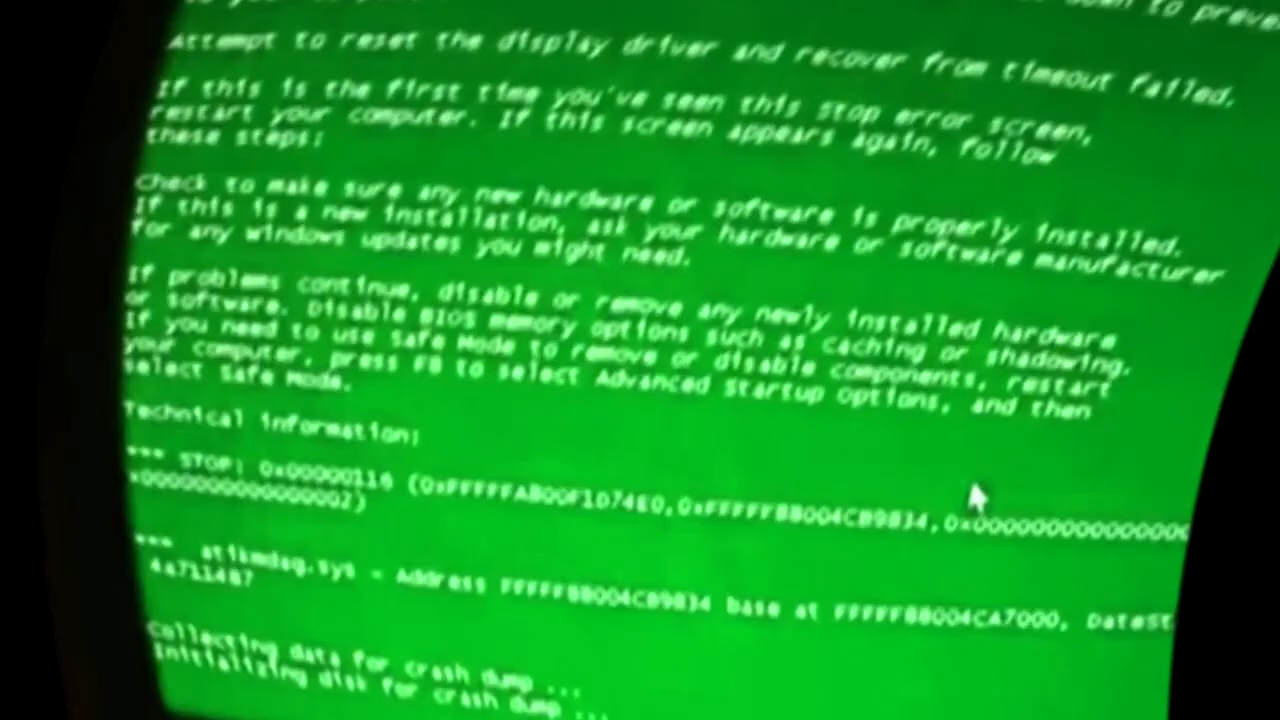 to preve
Attempt to reset the display driver and recover from timeout failed.
If this is the first time you've seen this stop error screen,
restart your computer. If this screen appears again, follow
these steps:
Check to make sure any new hardware or software is properly installed.
If this is a new installation, ask your hardware or software manufacturer
for any windows updates you might need.
If problems continue, disable or remove any newly installed hardware
or software. Disable BIOS memory options such as caching or shadowing.
If you need to use Safe Mode to remove or disable components, restart
your computer, press F8 to select Advanced Startup Options, and then
select Safe Mode.
Technical information:
*** STOP: 0x00000116 (0xFFFFFA800F1D74E0,0xFFFFF88004CB9834,0x000000000000000
x0000000000000002)
*** atikmdag.sys - Address FFFFF88004CB9834 base at FFFFF88004CA7000, DateSt
4a711487
Collecting data for crash dump ...
Initializing disk for crash dump ...